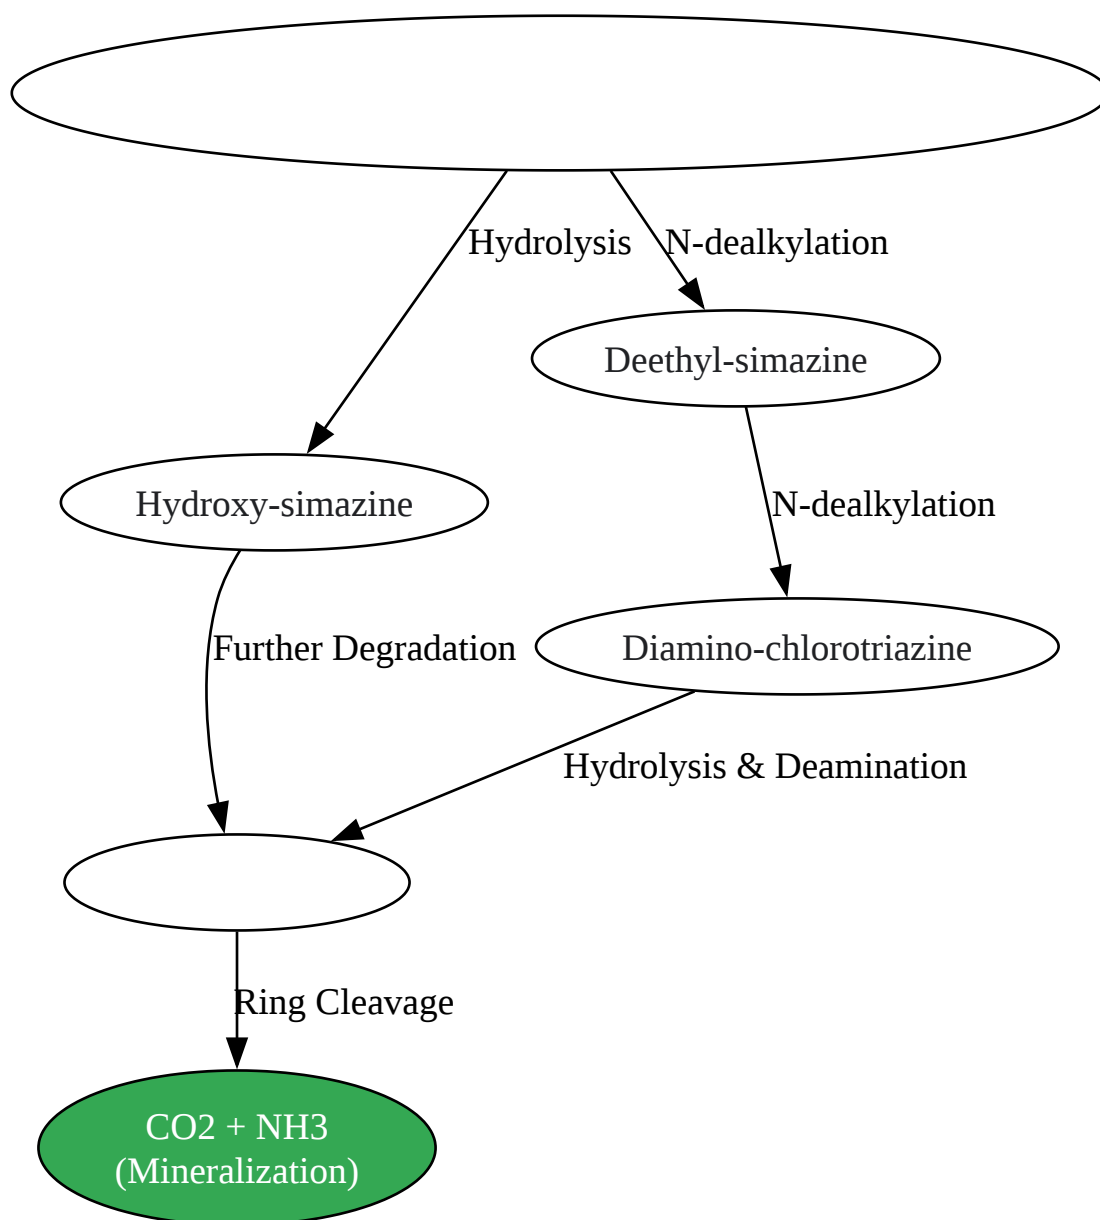 Hydrolysis
N-dealkylation
Deethyl-simazine
Hydroxy-simazine
N-dealkylation
Further Degradation
Diamino-chlorotriazine
Hydrolysis & Deamination
Ring Cleavage
CO2 + NH3
(Mineralization)